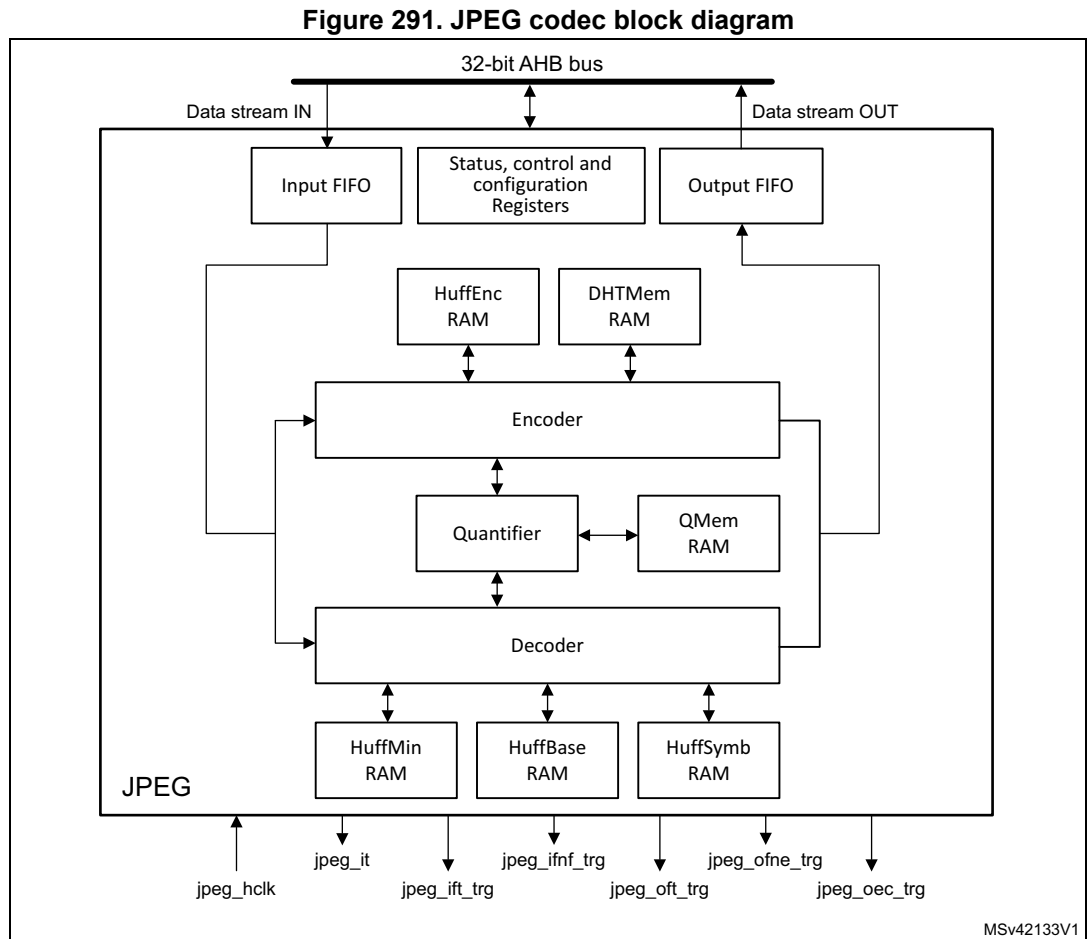 Figure 291. JPEG codec block diagram
32-bit AHB bus
Data stream IN
Data stream OUT
Input FIFO
Status, control and
configuration
Registers
Output FIFO
HuffEnc
RAM
DHTMem
RAM
Encoder
Quantifier
QMem
RAM
Decoder
HuffMin
RAM
HuffBase
RAM
HuffSymb
RAM
JPEG
jpeg_hclk
jpeg_it
jpeg_ift_trg
jpeg_ifnf_trg
jpeg_oft_trg
jpeg_ofne_trg
jpeg_oec_trg
MSv42133V1